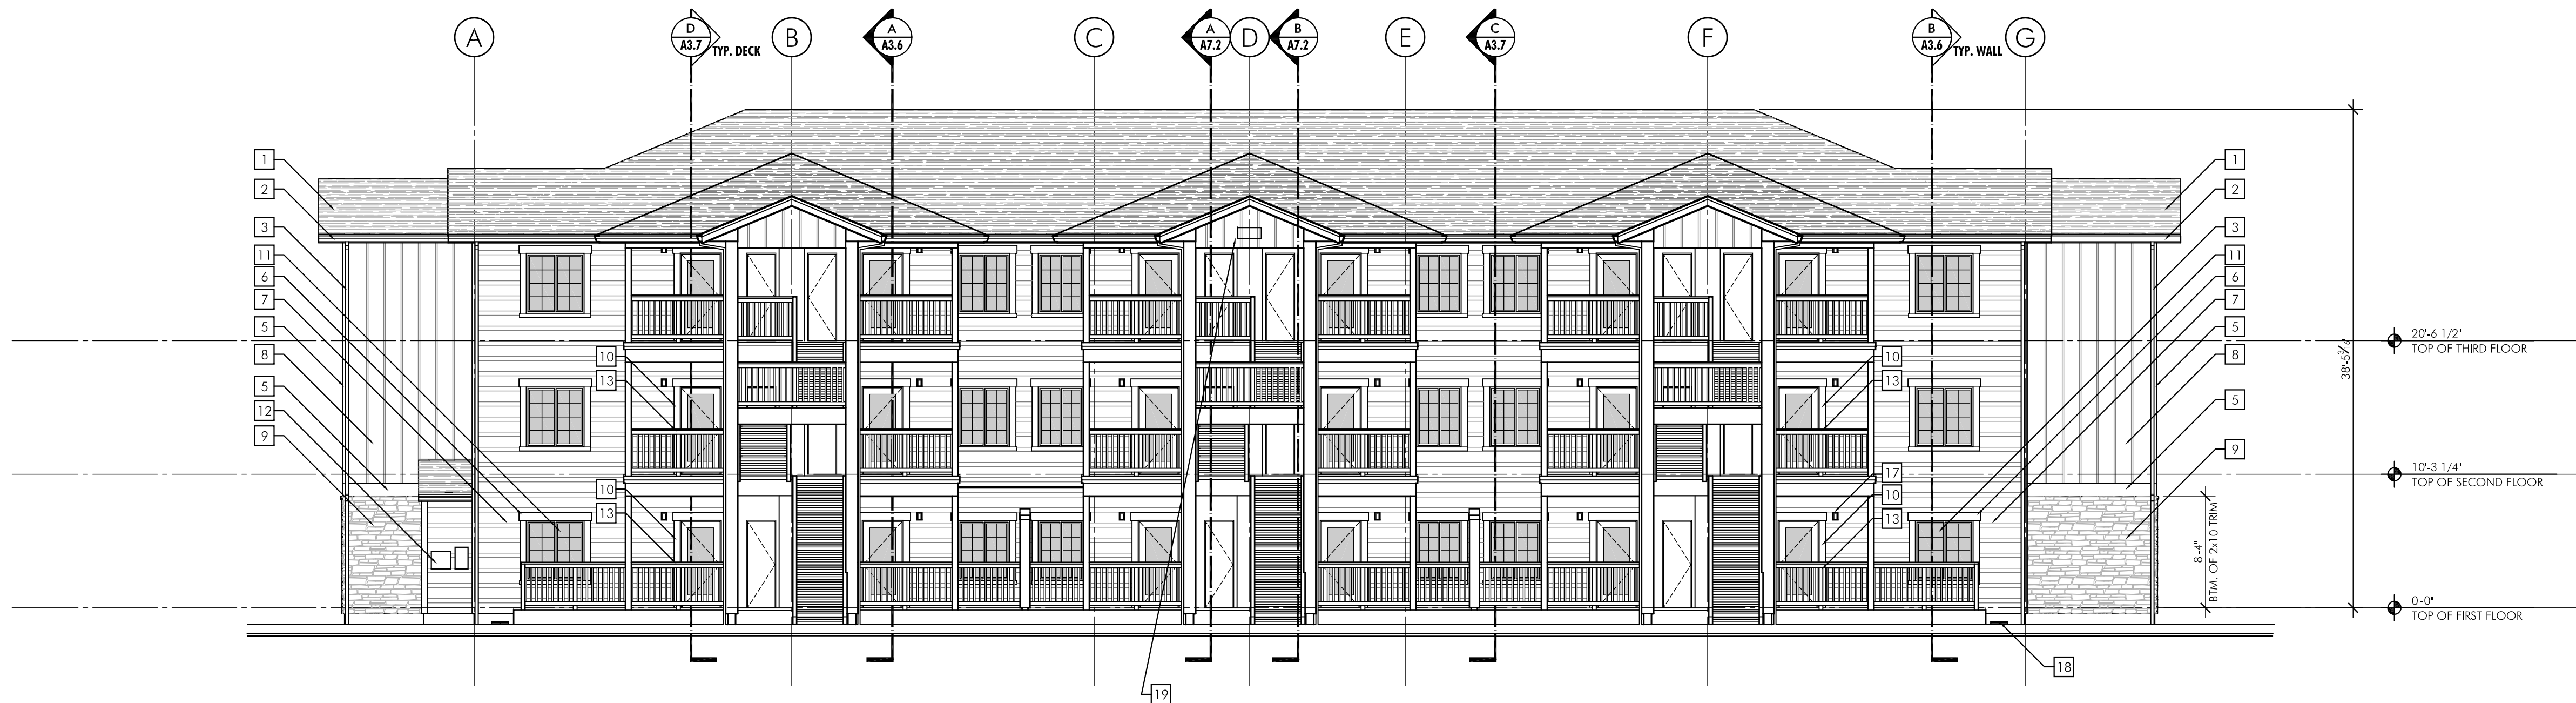 A
D
A3.7
TYP. DECK
B
A
A3.6
C
A
A7.2
D
B
A7.2
E
C
A3.7
F
B
A3.6
TYP. WALL
G
1
2
3
11
6
7
5
8
5
12
9
10
13
10
13
10
13
17
10
13
19
18
1
2
3
11
6
7
5
8
5
9
8'-4"
BTM. OF 2x10 TRIM
38'-5 3/16"
20'-6 1/2"
TOP OF THIRD FLOOR
10'-3 1/4"
TOP OF SECOND FLOOR
0'-0"
TOP OF FIRST FLOOR